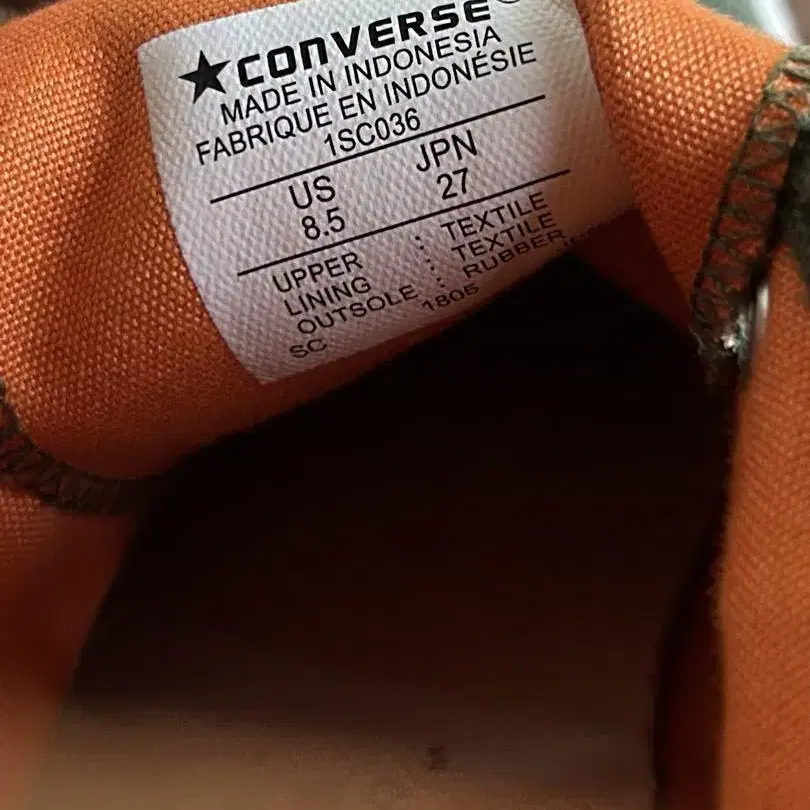 CONVERSE
MADE IN INDONESIA
FABRIQUE EN INDONÉSIE
1SC036
US JPN
8.5 27
UPPER : TEXTILE
LINING : TEXTILE
OUTSOLE : RUBBER
SC 1805